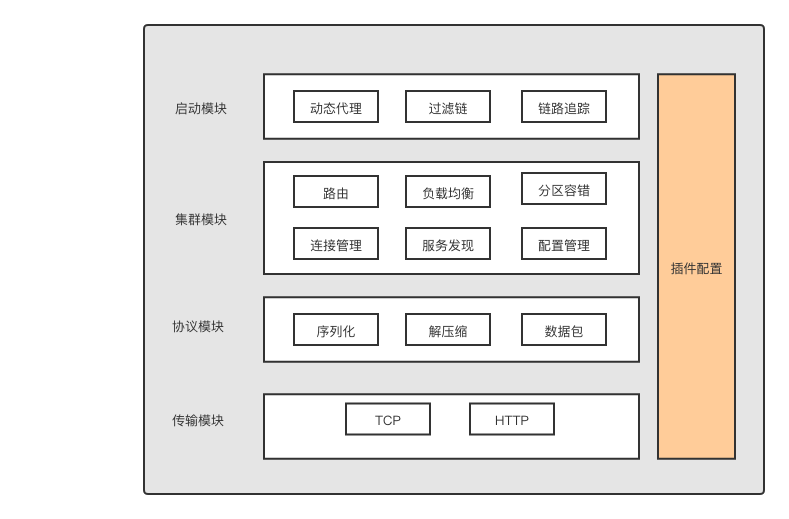 启动模块
动态代理
过滤链
链路追踪
集群模块
路由
负载均衡
分区容错
连接管理
服务发现
配置管理
协议模块
序列化
解压缩
数据包
传输模块
TCP
HTTP
插件配置